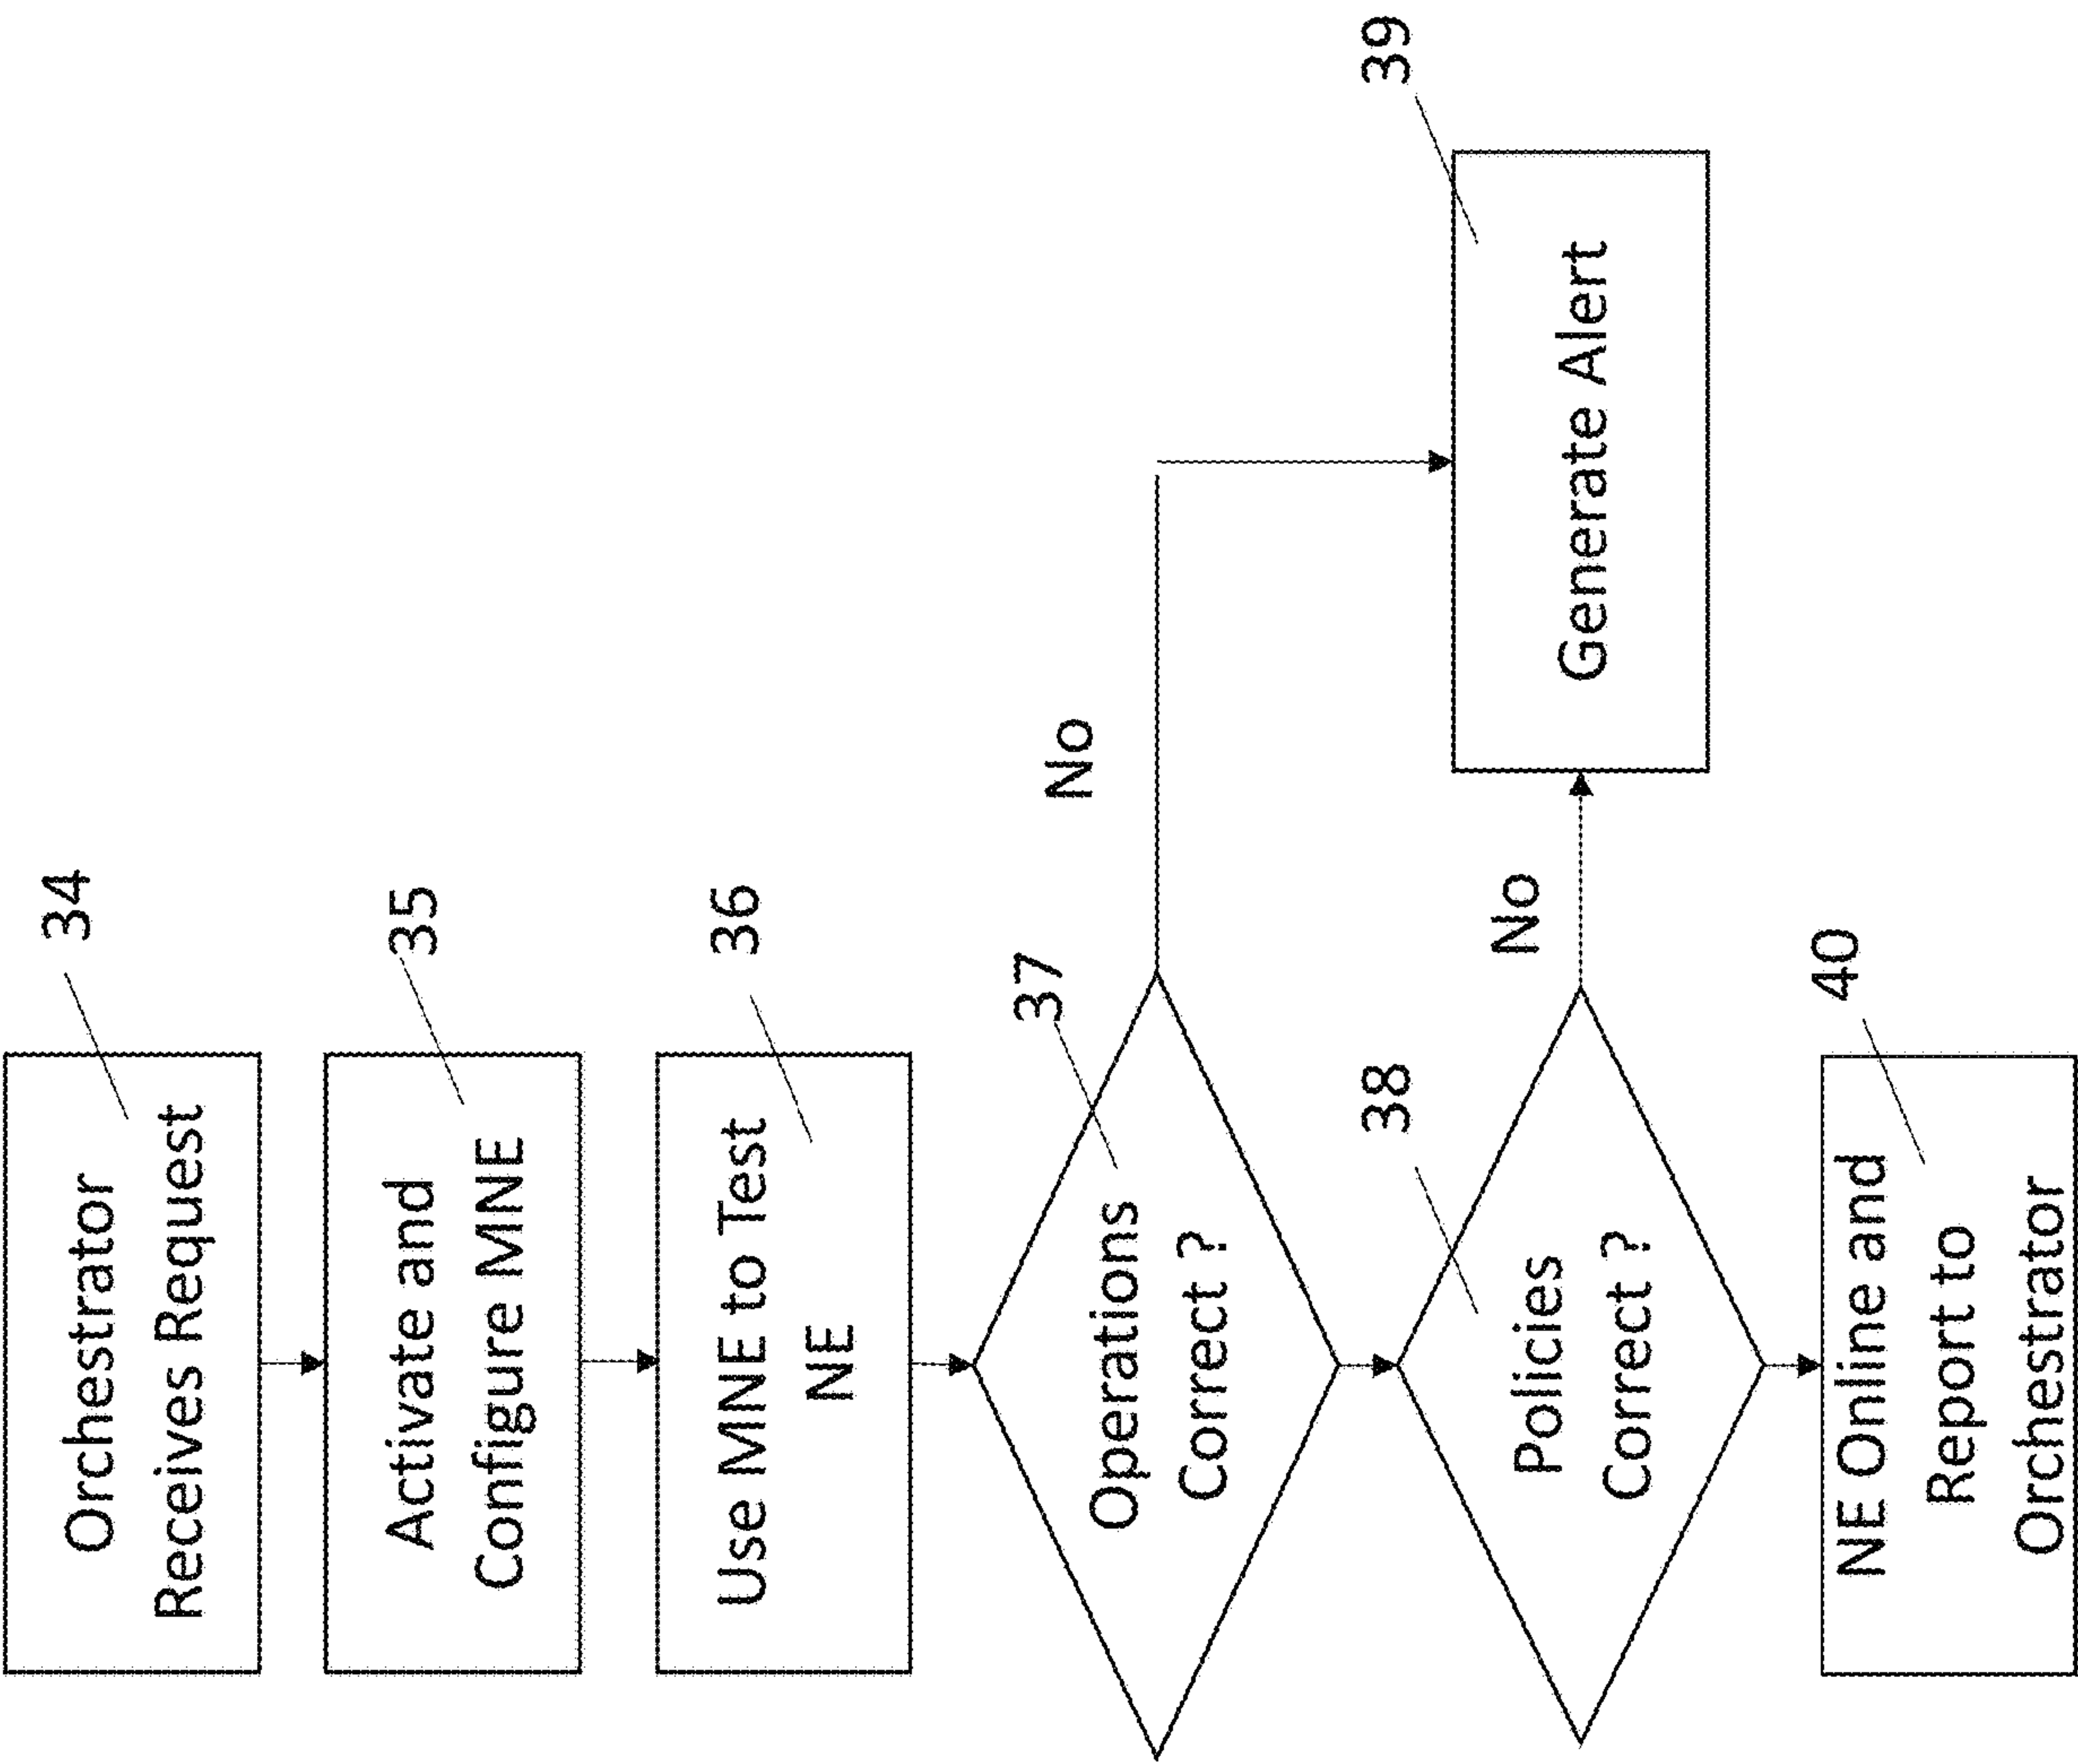 34
Orchestrator
Receives Request
35
Activate and
Configure MNE
36
Use MNE to Test
NE
37
Operations
Correct ?
No
38
Policies
Correct ?
No
39
Generate Alert
40
NE Online and
Report to
Orchestrator